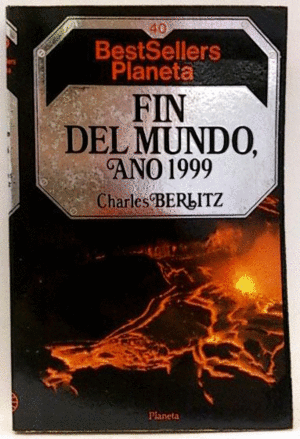 40
BestSellers
Planeta
FIN
DEL MUNDO,
AÑO 1999
Charles BERLITZ
Planeta